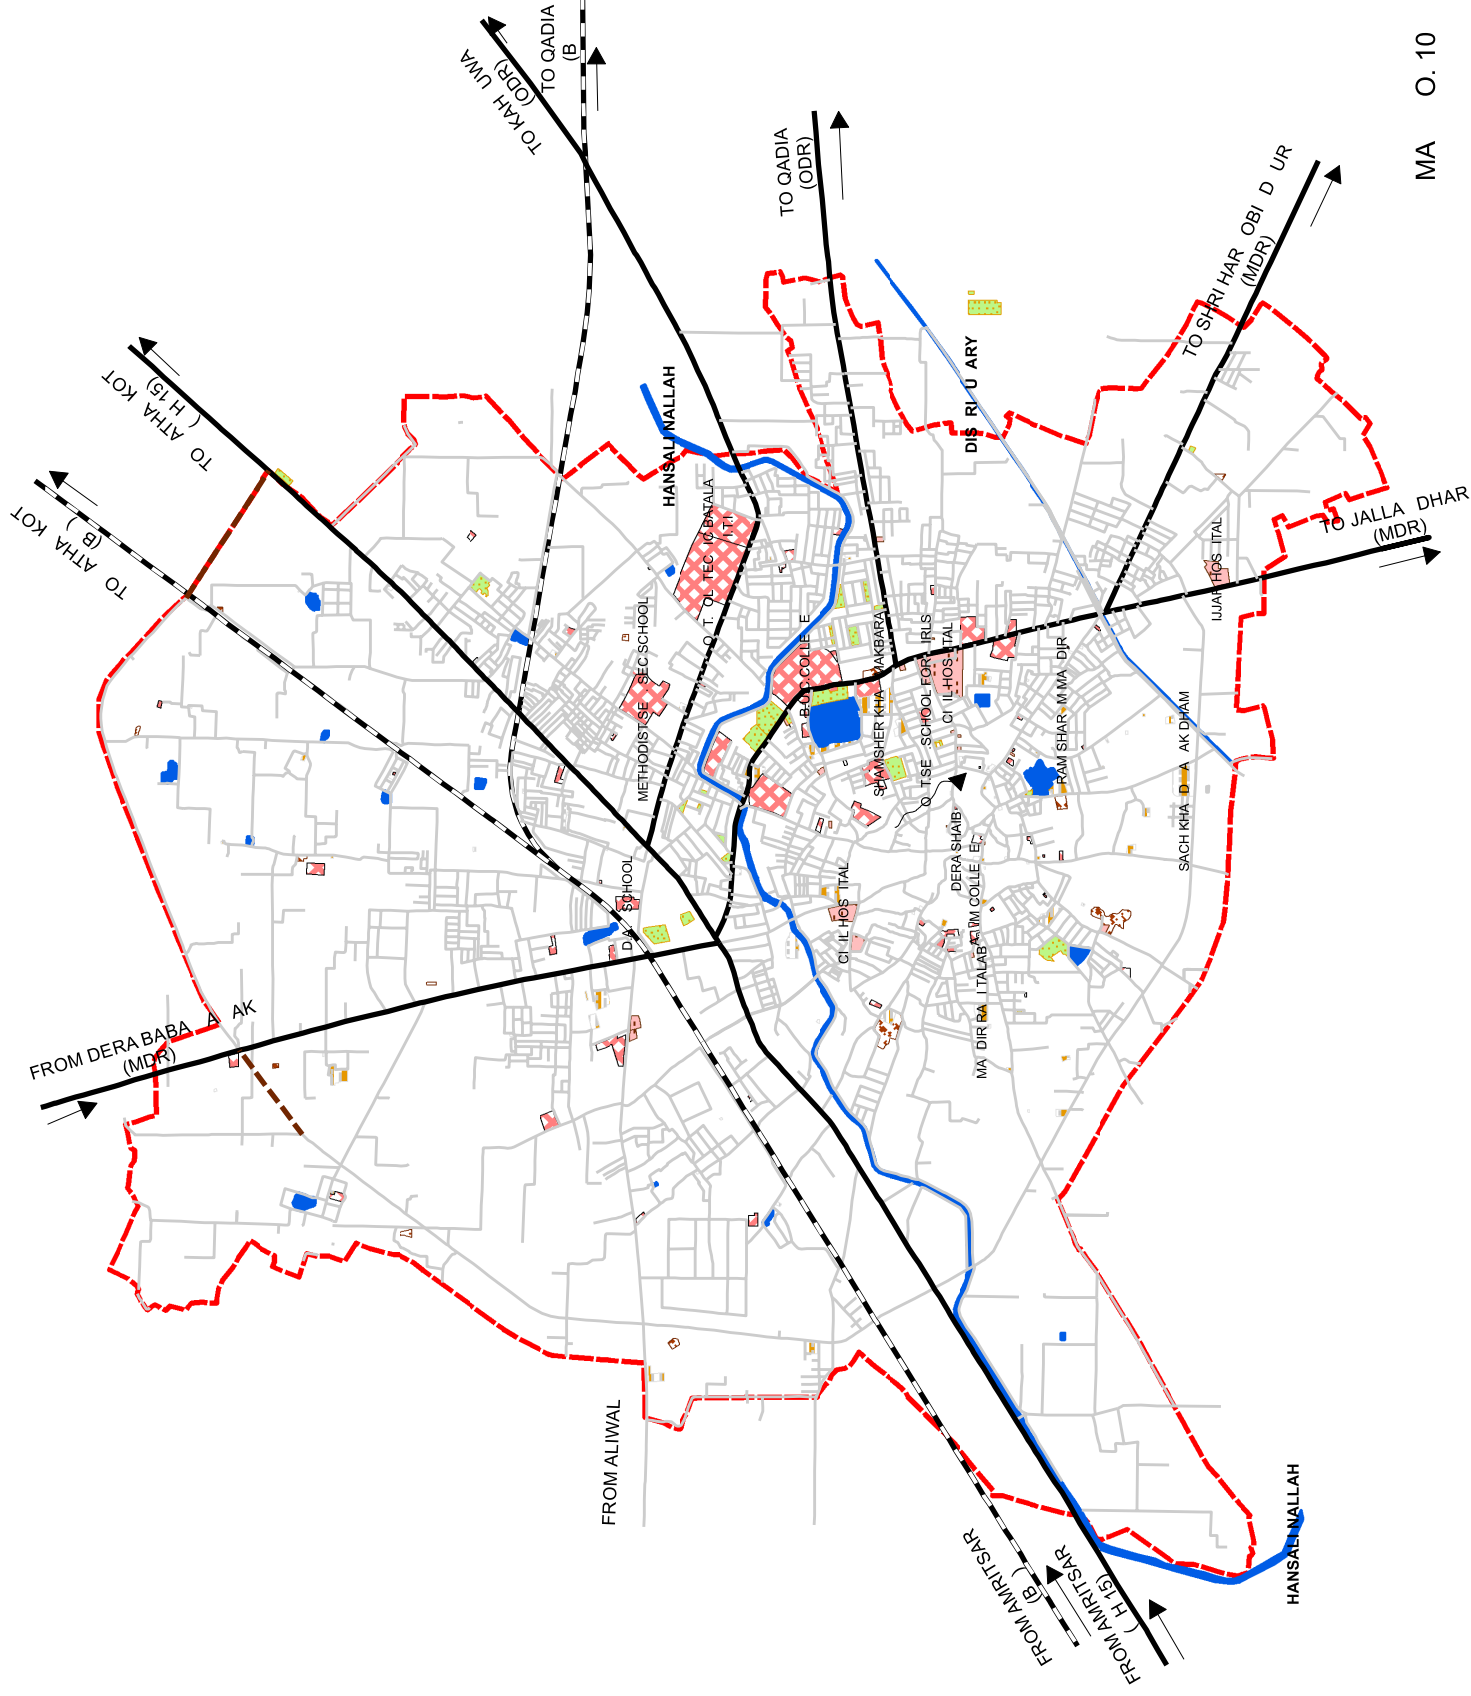 TO QADIA
(B
TO KAH UWA
(ODR)
MA O. 10
TO QADIA
(ODR)
TO SHRI HAR OBI D UR
(MDR)
TO ATHA KOT
( H 15)
TO ATHA KOT
(B )
HANSALI NALLAH
DIS RI U ARY
TO JALLA DHAR
(MDR)
O T. OL TEC IC BATALA
I.T.I
IJJAR HOS ITAL
METHODIST SE SEC SCHOOL
B.U.C COLLE E
SHAMSHER KHA MAKBARA
O T.SE SCHOOL FOR IRLS
CI IL HOS ITAL
RAM SHAR M MA DIR
SACH KHA D A AK DHAM
D.A. SCHOOL
CI IL HOS ITAL
DERA SHAIB
MA DIR RA I TALAB
FROM DERA BABA A AK
(MDR)
FROM ALIWAL
FROM AMRITSAR
(B )
FROM AMRITSAR
( H 15)
HANSALI NALLAH